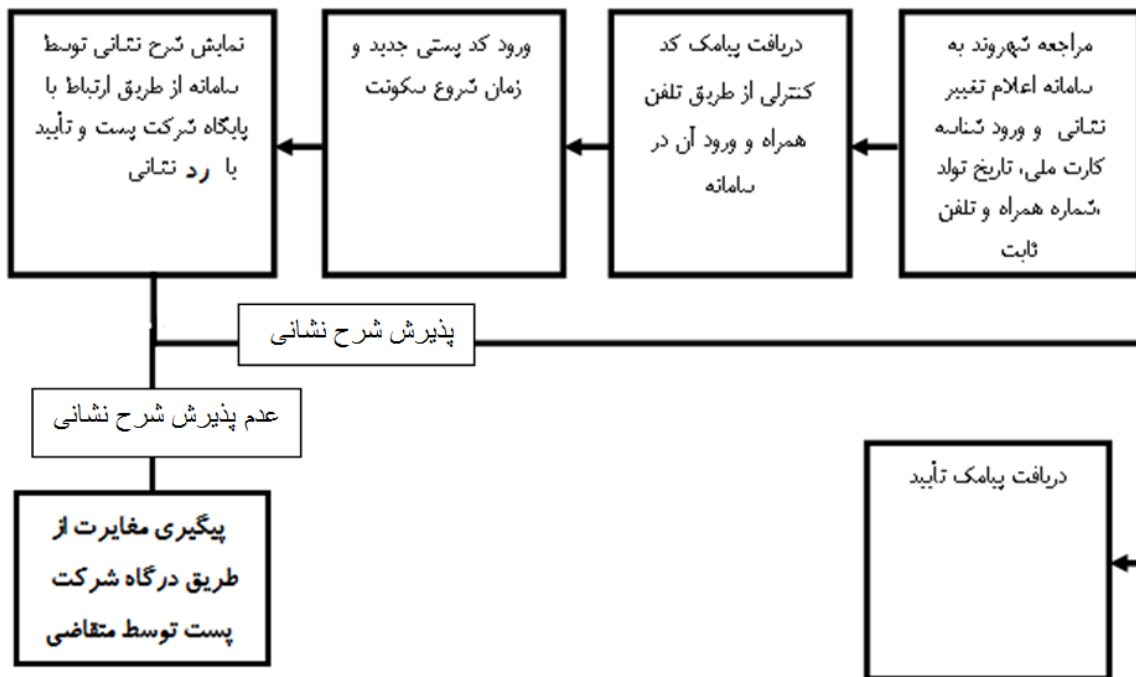 مراجعه شهروند به
سامانه اعلام تغییر
نشانی و ورود شناسه
کارت ملی، تاریخ تولد
،شماره همراه و تلفن
ثابت
دریافت پیامک کد
کنترلی از طریق تلفن
همراه و ورود آن در
سامانه
ورود کد پستی جدید و
زمان شروع سکونت
نمایش شرح نشانی توسط
سامانه از طریق ارتباط با
پایگاه شرکت پست و تأیید
یا رد نشانی
پذیرش شرح نشانی
عدم پذیرش شرح نشانی
دریافت پیامک تأیید
پیگیری مغایرت از
طریق درگاه شرکت
پست توسط متقاضی